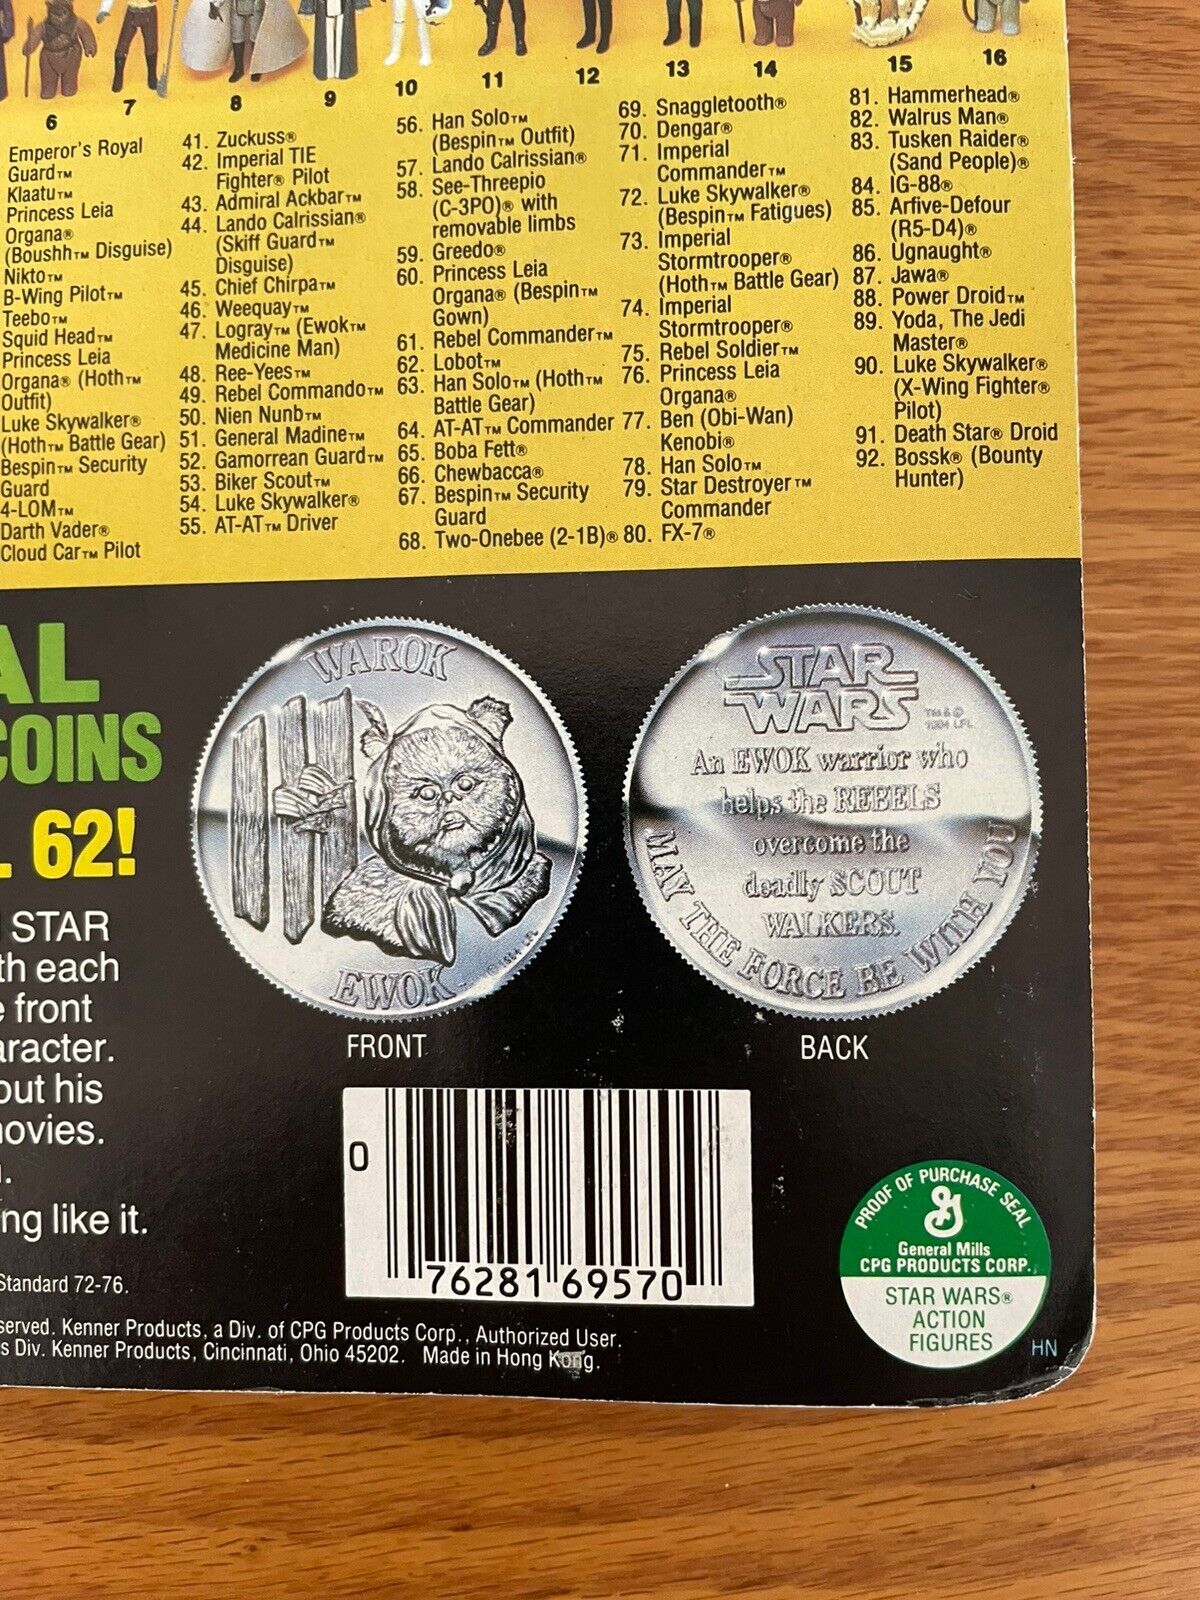 6
7
8
9
10
11
12
13
14
15
16
Emperor's Royal
Guard™
Klaatu™
Princess Leia
Organa®
(Boushh™ Disguise)
Nikto™
B-Wing Pilot™
Teebo™
Squid Head™
Princess Leia
Organa® (Hoth™
Outfit)
Luke Skywalker®
(Hoth™ Battle Gear)
Bespin™ Security
Guard
4-LOM™
Darth Vader®
Cloud Car™ Pilot
41. Zuckuss®
42. Imperial TIE
Fighter® Pilot
43. Admiral Ackbar™
44. Lando Calrissian®
(Skiff Guard™
Disguise)
45. Chief Chirpa™
46. Weequay™
47. Logray™ (Ewok™
Medicine Man)
48. Ree-Yees™
49. Rebel Commando™
50. Nien Nunb™
51. General Madine™
52. Gamorrean Guard™
53. Biker Scout™
54. Luke Skywalker®
55. AT-AT™ Driver
56. Han Solo™
(Bespin™ Outfit)
57. Lando Calrissian®
58. See-Threepio
(C-3PO)® with
removable limbs
59. Greedo®
60. Princess Leia
Organa® (Bespin™
Gown)
61. Rebel Commander™
62. Lobot™
63. Han Solo™ (Hoth™
Battle Gear)
64. AT-AT™ Commander
65. Boba Fett®
66. Chewbacca®
67. Bespin™ Security
Guard
68. Two-Onebee (2-1B)®
69. Snaggletooth®
70. Dengar®
71. Imperial
Commander™
72. Luke Skywalker®
(Bespin™ Fatigues)
73. Imperial
Stormtrooper®
(Hoth™ Battle Gear)
74. Imperial
Stormtrooper®
75. Rebel Soldier™
76. Princess Leia
Organa®
77. Ben (Obi-Wan)
Kenobi®
78. Han Solo™
79. Star Destroyer™
Commander
80. FX-7®
81. Hammerhead®
82. Walrus Man®
83. Tusken Raider®
(Sand People)®
84. IG-88®
85. Arfive-Defour
(R5-D4)®
86. Ugnaught®
87. Jawa®
88. Power Droid™
89. Yoda, The Jedi
Master®
90. Luke Skywalker®
(X-Wing Fighter®
Pilot)
91. Death Star® Droid
92. Bossk® (Bounty
Hunter)
AL
COINS
. 62!
STAR
th each
e front
aracter.
out his
ovies.
.
ng like it.
WAROK
EWOK
© 1984 LFL
FRONT
STAR
WARS
™ & ©
1984 LFL
An EWOK warrior who
helps the REBELS
overcome the
deadly SCOUT
WALKERS.
MAY THE FORCE BE WITH YOU
BACK
0
76281 69570
PROOF OF PURCHASE SEAL
G
General Mills
CPG PRODUCTS CORP.
STAR WARS®
ACTION
FIGURES
HN
Standard 72-76.
served. Kenner Products, a Div. of CPG Products Corp., Authorized User.
s Div. Kenner Products, Cincinnati, Ohio 45202. Made in Hong Kong.